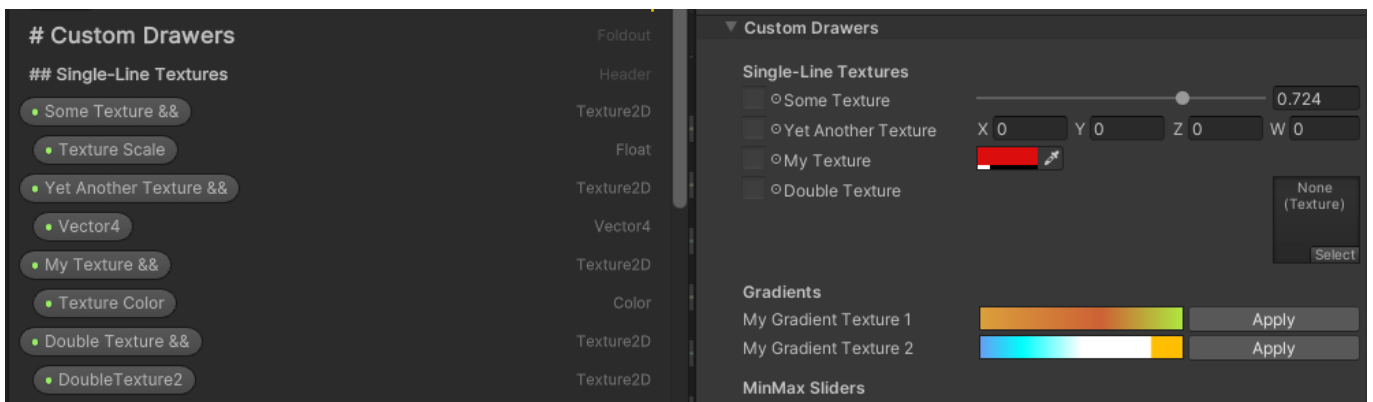 # Custom Drawers Foldout
## Single-Line Textures Header
Some Texture && Texture2D
Texture Scale Float
Yet Another Texture && Texture2D
Vector4 Vector4
My Texture && Texture2D
Texture Color Color
Double Texture && Texture2D
DoubleTexture2 Texture2D
Custom Drawers
Single-Line Textures
Some Texture 0.724
Yet Another Texture X 0 Y 0 Z 0 W 0
My Texture
Double Texture
None
(Texture)
Select
Gradients
My Gradient Texture 1 Apply
My Gradient Texture 2 Apply
MinMax Sliders